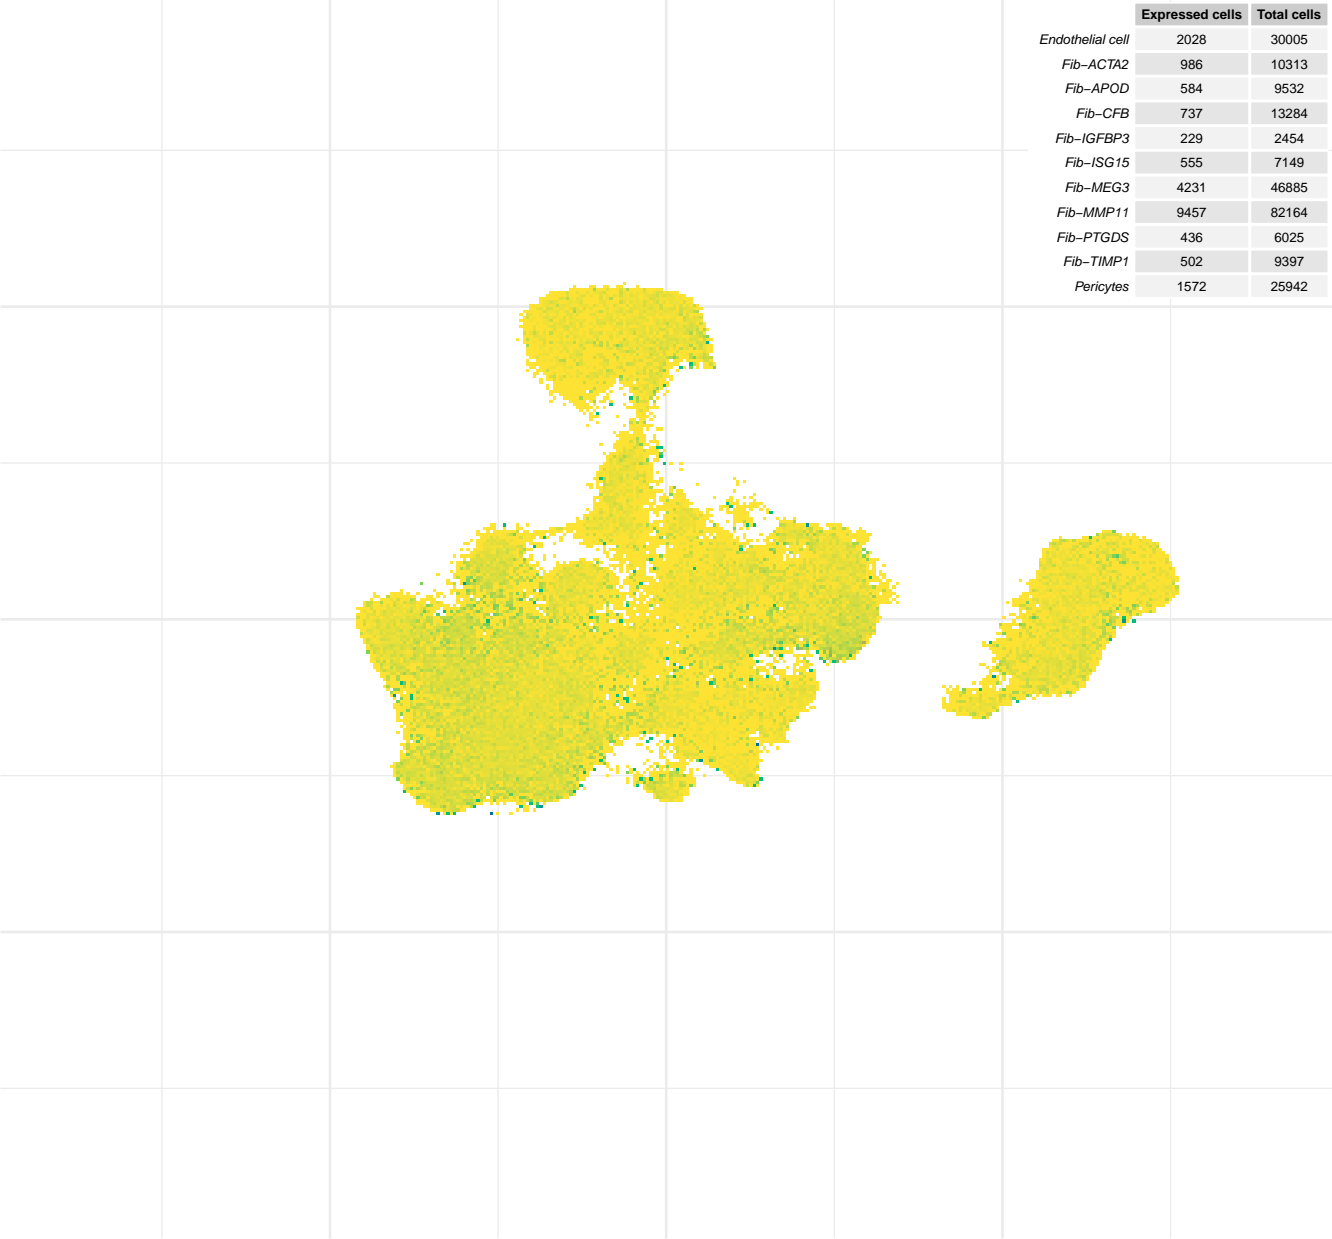 Expressed cells Total cells
Endothelial cell 2028 30005
Fib−ACTA2 986 10313
Fib−APOD 584 9532
Fib−CFB 737 13284
Fib−IGFBP3 229 2454
Fib−ISG15 555 7149
Fib−MEG3 4231 46885
Fib−MMP11 9457 82164
Fib−PTGDS 436 6025
Fib−TIMP1 502 9397
Pericytes 1572 25942